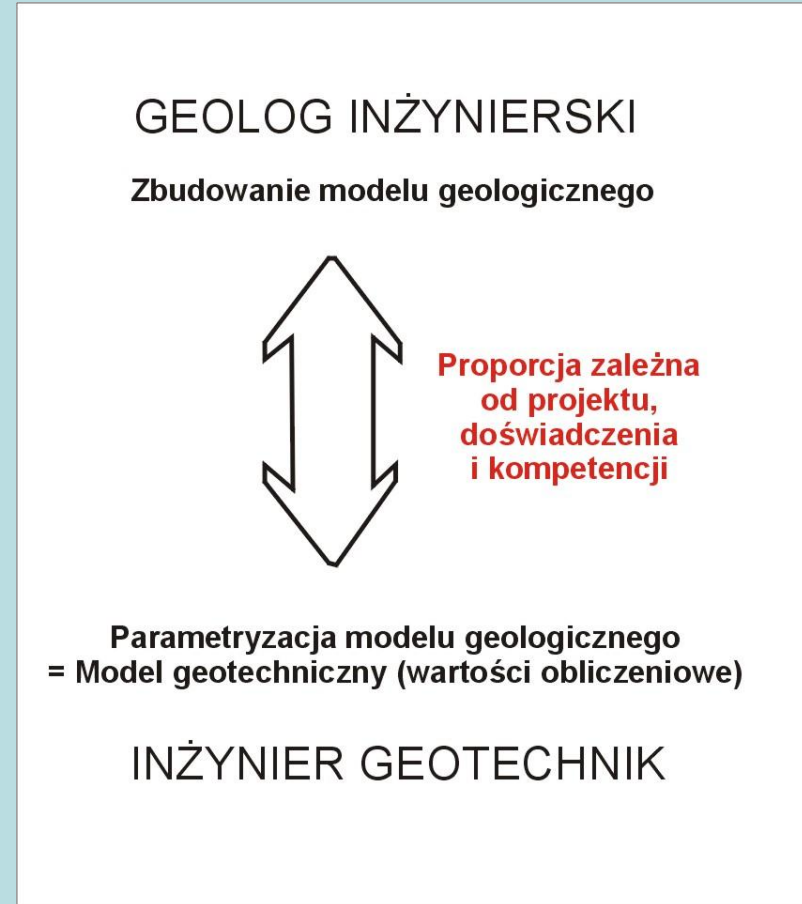 GEOLOG INŻYNIERSKI
Zbudowanie modelu geologicznego
Proporcja zależna
od projektu,
doświadczenia
i kompetencji
Parametryzacja modelu geologicznego
= Model geotechniczny (wartości obliczeniowe)
INŻYNIER GEOTECHNIK